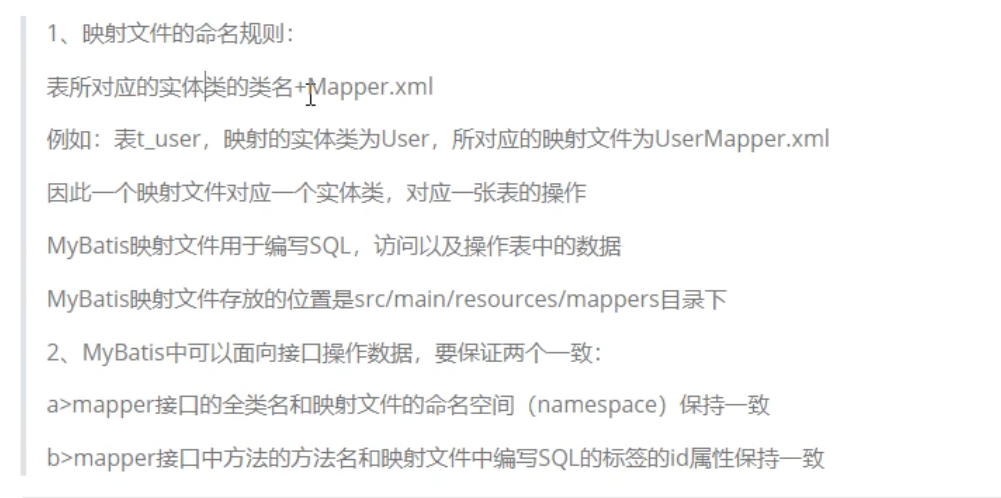 1、映射文件的命名规则：
表所对应的实体类的类名+Mapper.xml
例如：表t_user，映射的实体类为User，所对应的映射文件为UserMapper.xml
因此一个映射文件对应一个实体类，对应一张表的操作
MyBatis映射文件用于编写SQL，访问以及操作表中的数据
MyBatis映射文件存放的位置是src/main/resources/mappers目录下
2、MyBatis中可以面向接口操作数据，要保证两个一致：
a>mapper接口的全类名和映射文件的命名空间（namespace）保持一致
b>mapper接口中方法的方法名和映射文件中编写SQL的标签的id属性保持一致